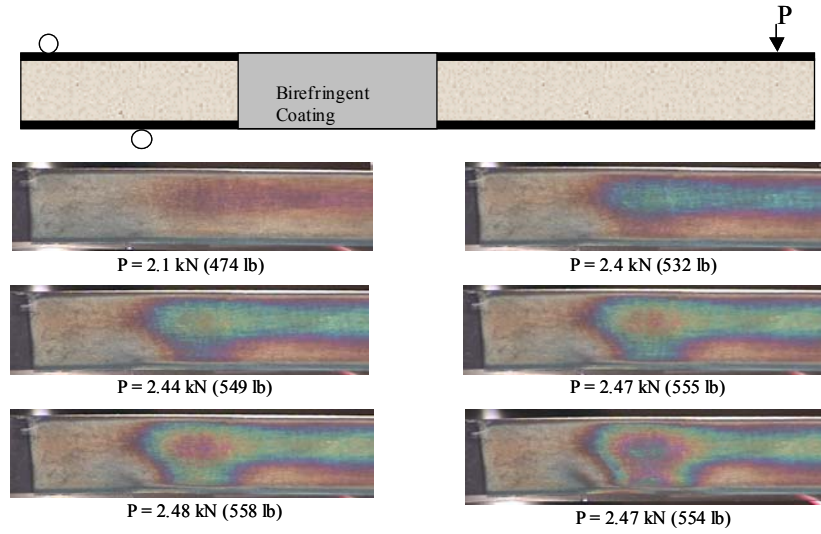 P
Birefringent
Coating
P = 2.1 kN (474 lb)
P = 2.4 kN (532 lb)
P = 2.44 kN (549 lb)
P = 2.47 kN (555 lb)
P = 2.48 kN (558 lb)
P = 2.47 kN (554 lb)